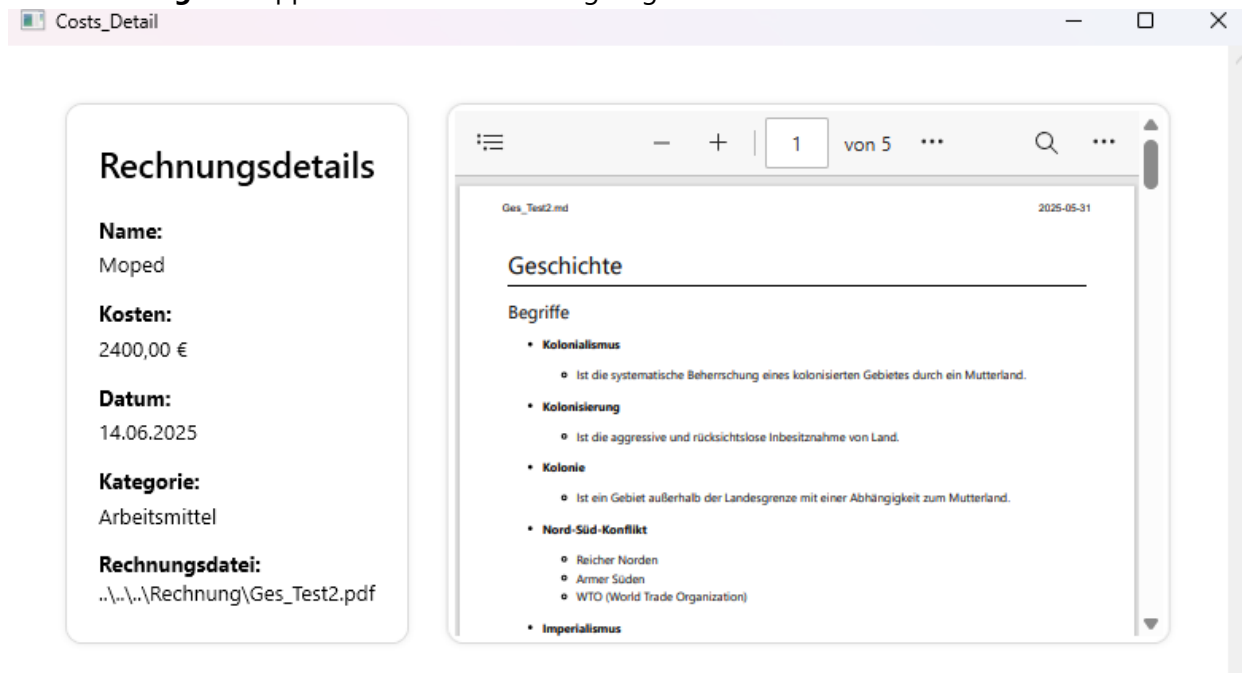 Costs_Detail
Rechnungsdetails
Name:
Moped
Kosten:
2400,00 €
Datum:
14.06.2025
Kategorie:
Arbeitsmittel
Rechnungsdatei:
..\..\..\Rechnung\Ges_Test2.pdf
1 von 5
Ges_Test2.md 2025-05-31
Geschichte
Begriffe
Kolonialismus
Ist die systematische Beherrschung eines kolonisierten Gebietes durch ein Mutterland.
Kolonisierung
Ist die aggressive und rücksichtslose Inbesitznahme von Land.
Kolonie
Ist ein Gebiet außerhalb der Landesgrenze mit einer Abhängigkeit zum Mutterland.
Nord-Süd-Konflikt
Reicher Norden
Armer Süden
WTO (World Trade Organization)
Imperialismus